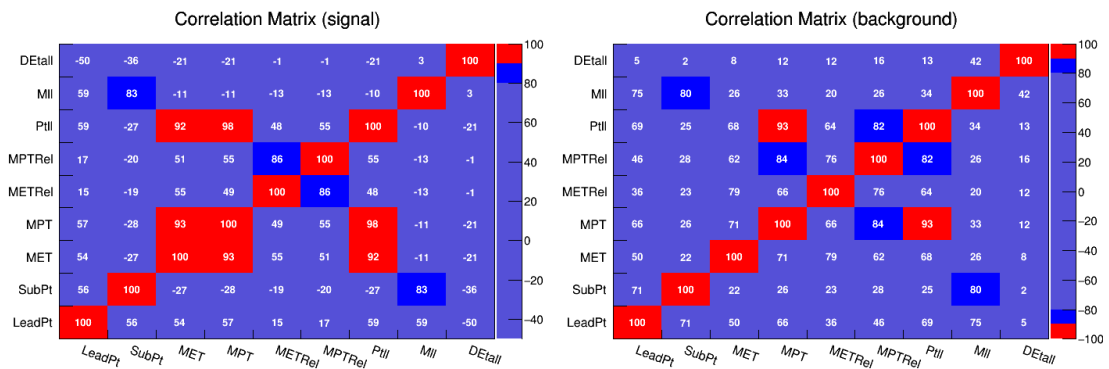 Correlation Matrix (signal)
DEtall -50 -36 -21 -21 -1 -1 -21 3 100
Mll 59 83 -11 -11 -13 -13 -10 100 3
Ptll 59 -27 92 98 48 55 100 -10 -21
MPTRel 17 -20 51 55 86 100 55 -13 -1
METRel 15 -19 55 49 100 86 48 -13 -1
MPT 57 -28 93 100 49 55 98 -11 -21
MET 54 -27 100 93 55 51 92 -11 -21
SubPt 56 100 -27 -28 -19 -20 -27 83 -36
LeadPt 100 56 54 57 15 17 59 59 -50
LeadPt SubPt MET MPT METRel MPTRel Ptll Mll DEtall
100
80
60
40
20
0
-20
-40
Correlation Matrix (background)
DEtall 5 2 8 12 12 16 13 42 100
Mll 75 80 26 33 20 26 34 100 42
Ptll 69 25 68 93 64 82 100 34 13
MPTRel 46 28 62 84 76 100 82 26 16
METRel 36 23 79 66 100 76 64 20 12
MPT 66 26 71 100 66 84 93 33 12
MET 50 22 100 71 79 62 68 26 8
SubPt 71 100 22 26 23 28 25 80 2
LeadPt 100 71 50 66 36 46 69 75 5
LeadPt SubPt MET MPT METRel MPTRel Ptll Mll DEtall
100
80
60
40
20
0
-20
-40
-60
-80
-100